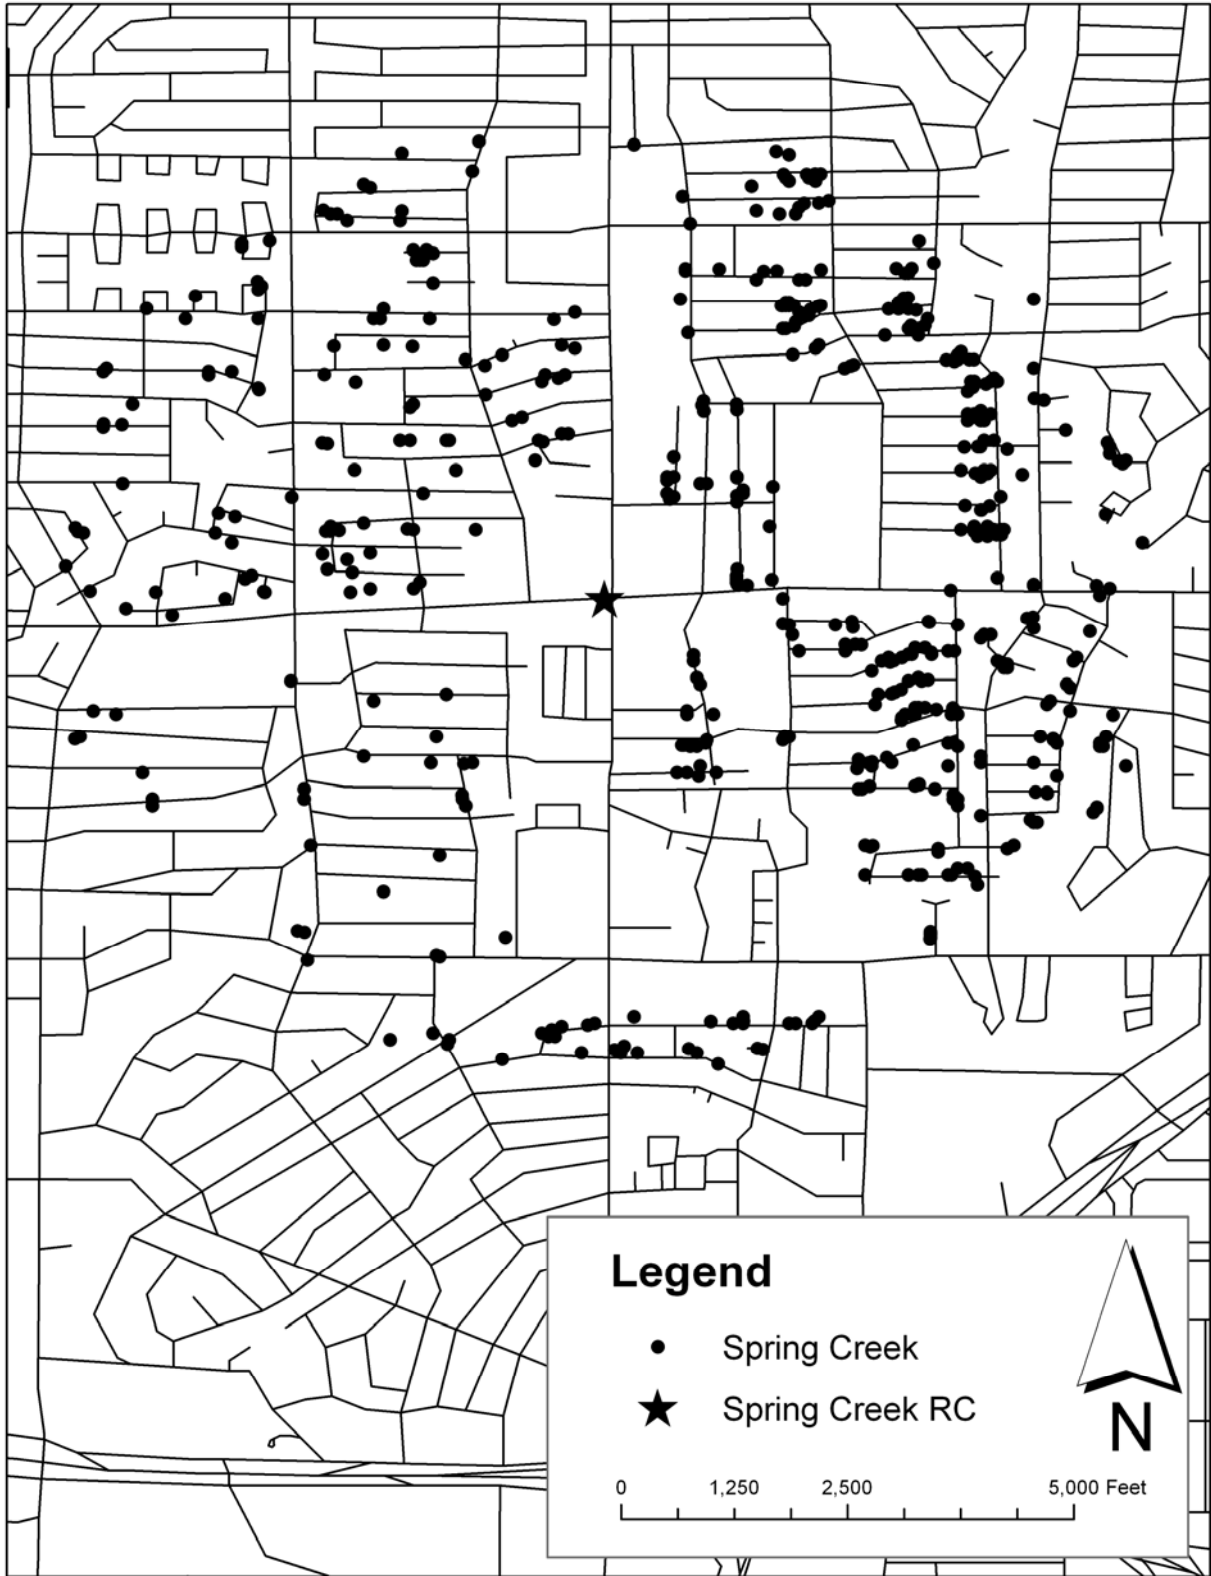 Legend
Spring Creek
Spring Creek RC
N
0 1,250 2,500 5,000 Feet